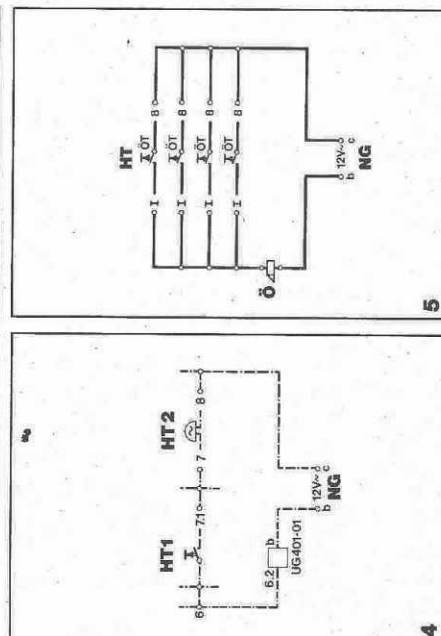 HT1 HT2
6 7.1 7 8
6.2 b
UG401-01
b 12V~ c
NG
4
HT
I ÖT 8
I ÖT 8
I ÖT 8
I ÖT 8
Ö
b 12V~ c
NG
5